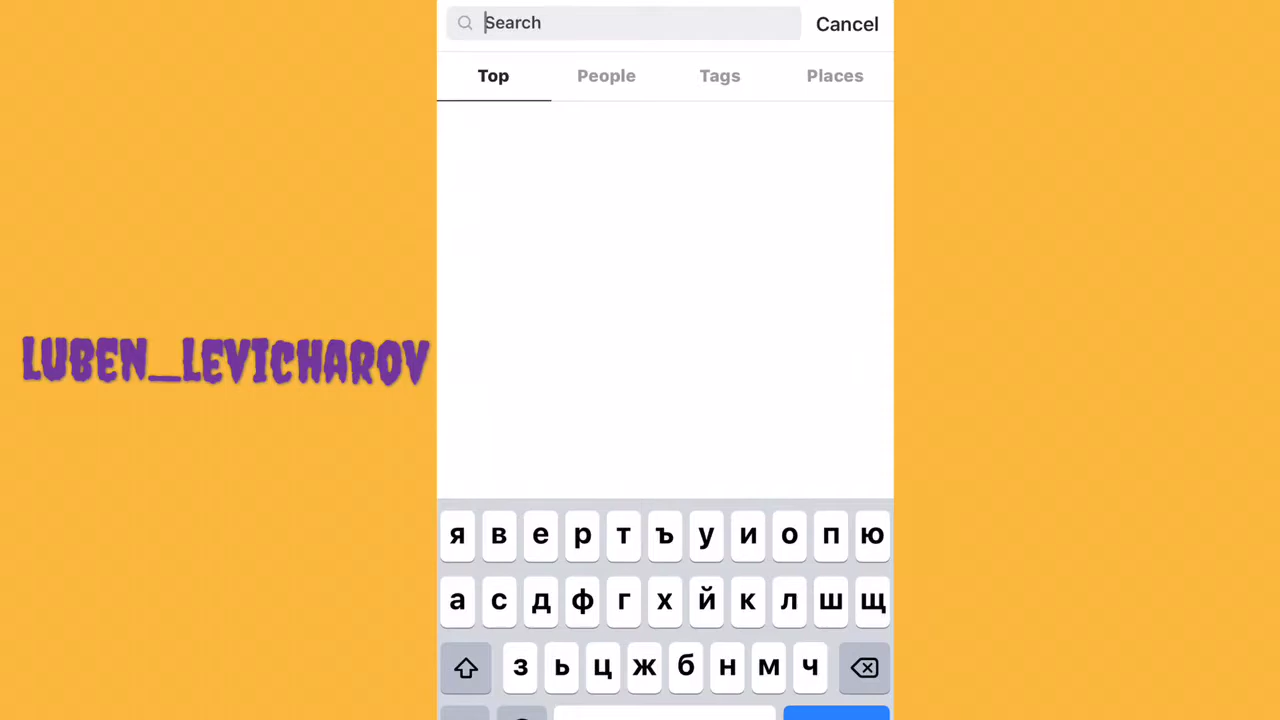 Search Cancel
Top People Tags Places
LUBEN_LEVICHAROV
я в е р т ъ у и о п ю
а с д ф г х й к л ш щ
з ь ц ж б н м ч